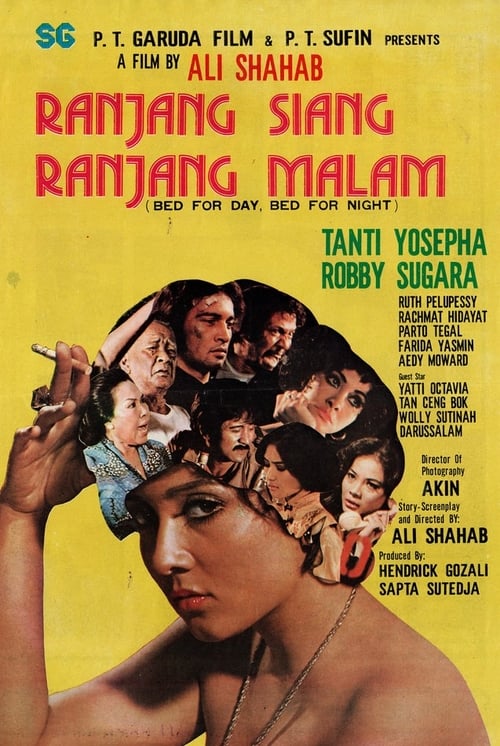 SG P. T. GARUDA FILM & P. T. SUFIN PRESENTS
A FILM BY ALI SHAHAB
RANJANG SIANG
RANJANG MALAM
(BED FOR DAY, BED FOR NIGHT)
TANTI YOSEPHA
ROBBY SUGARA
RUTH PELUPESSY
RACHMAT HIDAYAT
PARTO TEGAL
FARIDA YASMIN
AEDY MOWARD
Guest Star
YATTI OCTAVIA
TAN CENG BOK
WOLLY SUTINAH
DARUSSALAM
Director Of
Photography
AKIN
Story-Screenplay
and Directed BY:
ALI SHAHAB
Produced By:
HENDRICK GOZALI
SAPTA SUTEDJA